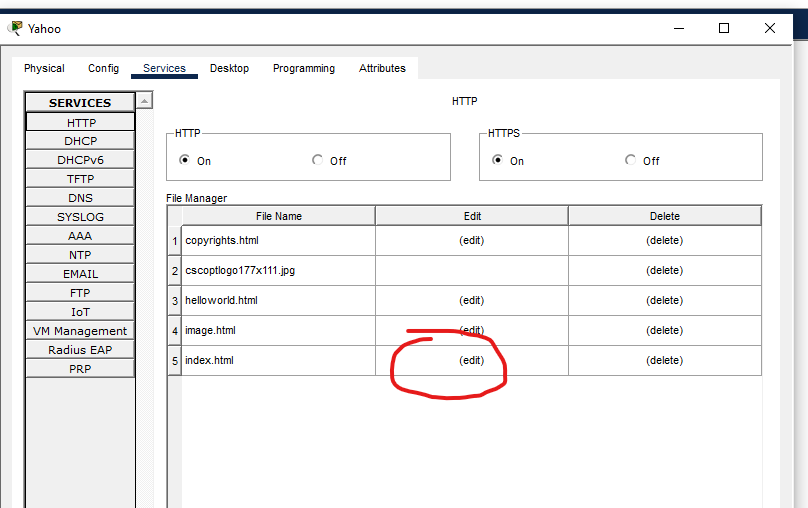 Yahoo
Physical Config Services Desktop Programming Attributes
SERVICES
HTTP
DHCP
DHCPv6
TFTP
DNS
SYSLOG
AAA
NTP
EMAIL
FTP
IoT
VM Management
Radius EAP
PRP
HTTP
HTTP
On Off
HTTPS
On Off
File Manager
File Name Edit Delete
1 copyrights.html (edit) (delete)
2 cscoptlogo177x111.jpg (delete)
3 helloworld.html (edit) (delete)
4 image.html (edit) (delete)
5 index.html (edit) (delete)